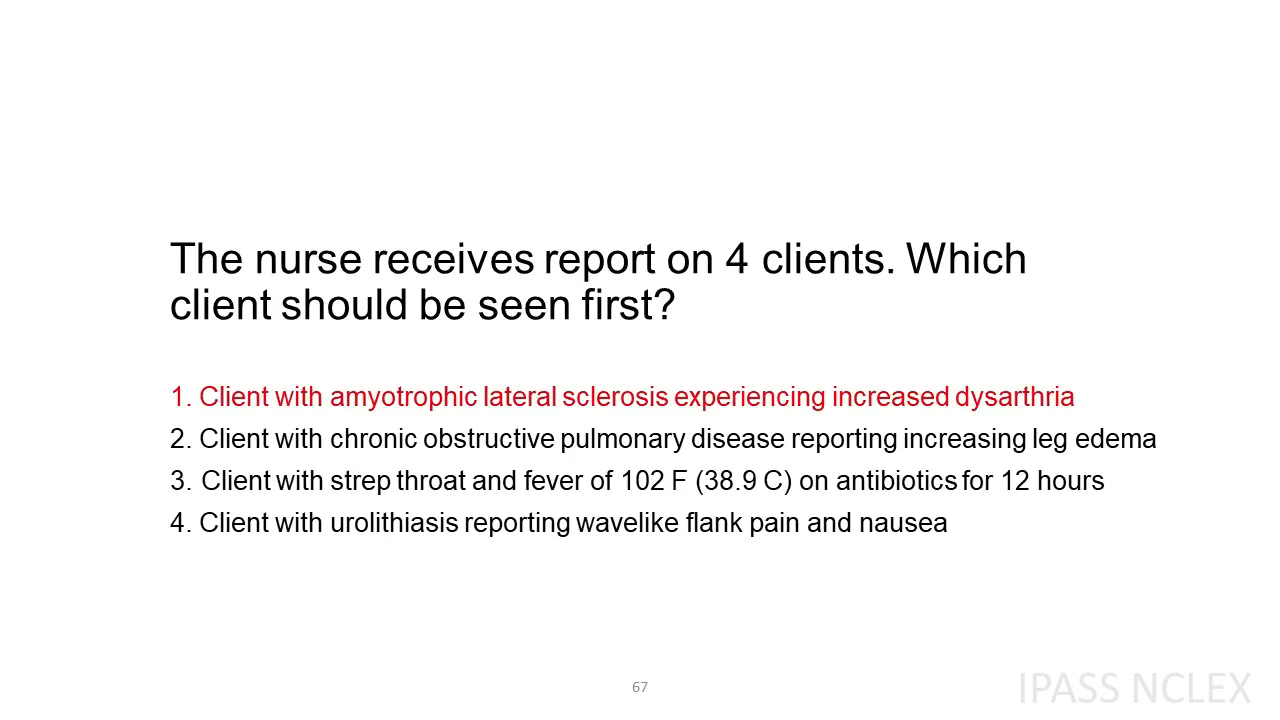 The nurse receives report on 4 clients. Which
client should be seen first?
1. Client with amyotrophic lateral sclerosis experiencing increased dysarthria
2. Client with chronic obstructive pulmonary disease reporting increasing leg edema
3. Client with strep throat and fever of 102 F (38.9 C) on antibiotics for 12 hours
4. Client with urolithiasis reporting wavelike flank pain and nausea
67
IPASS NCLEX